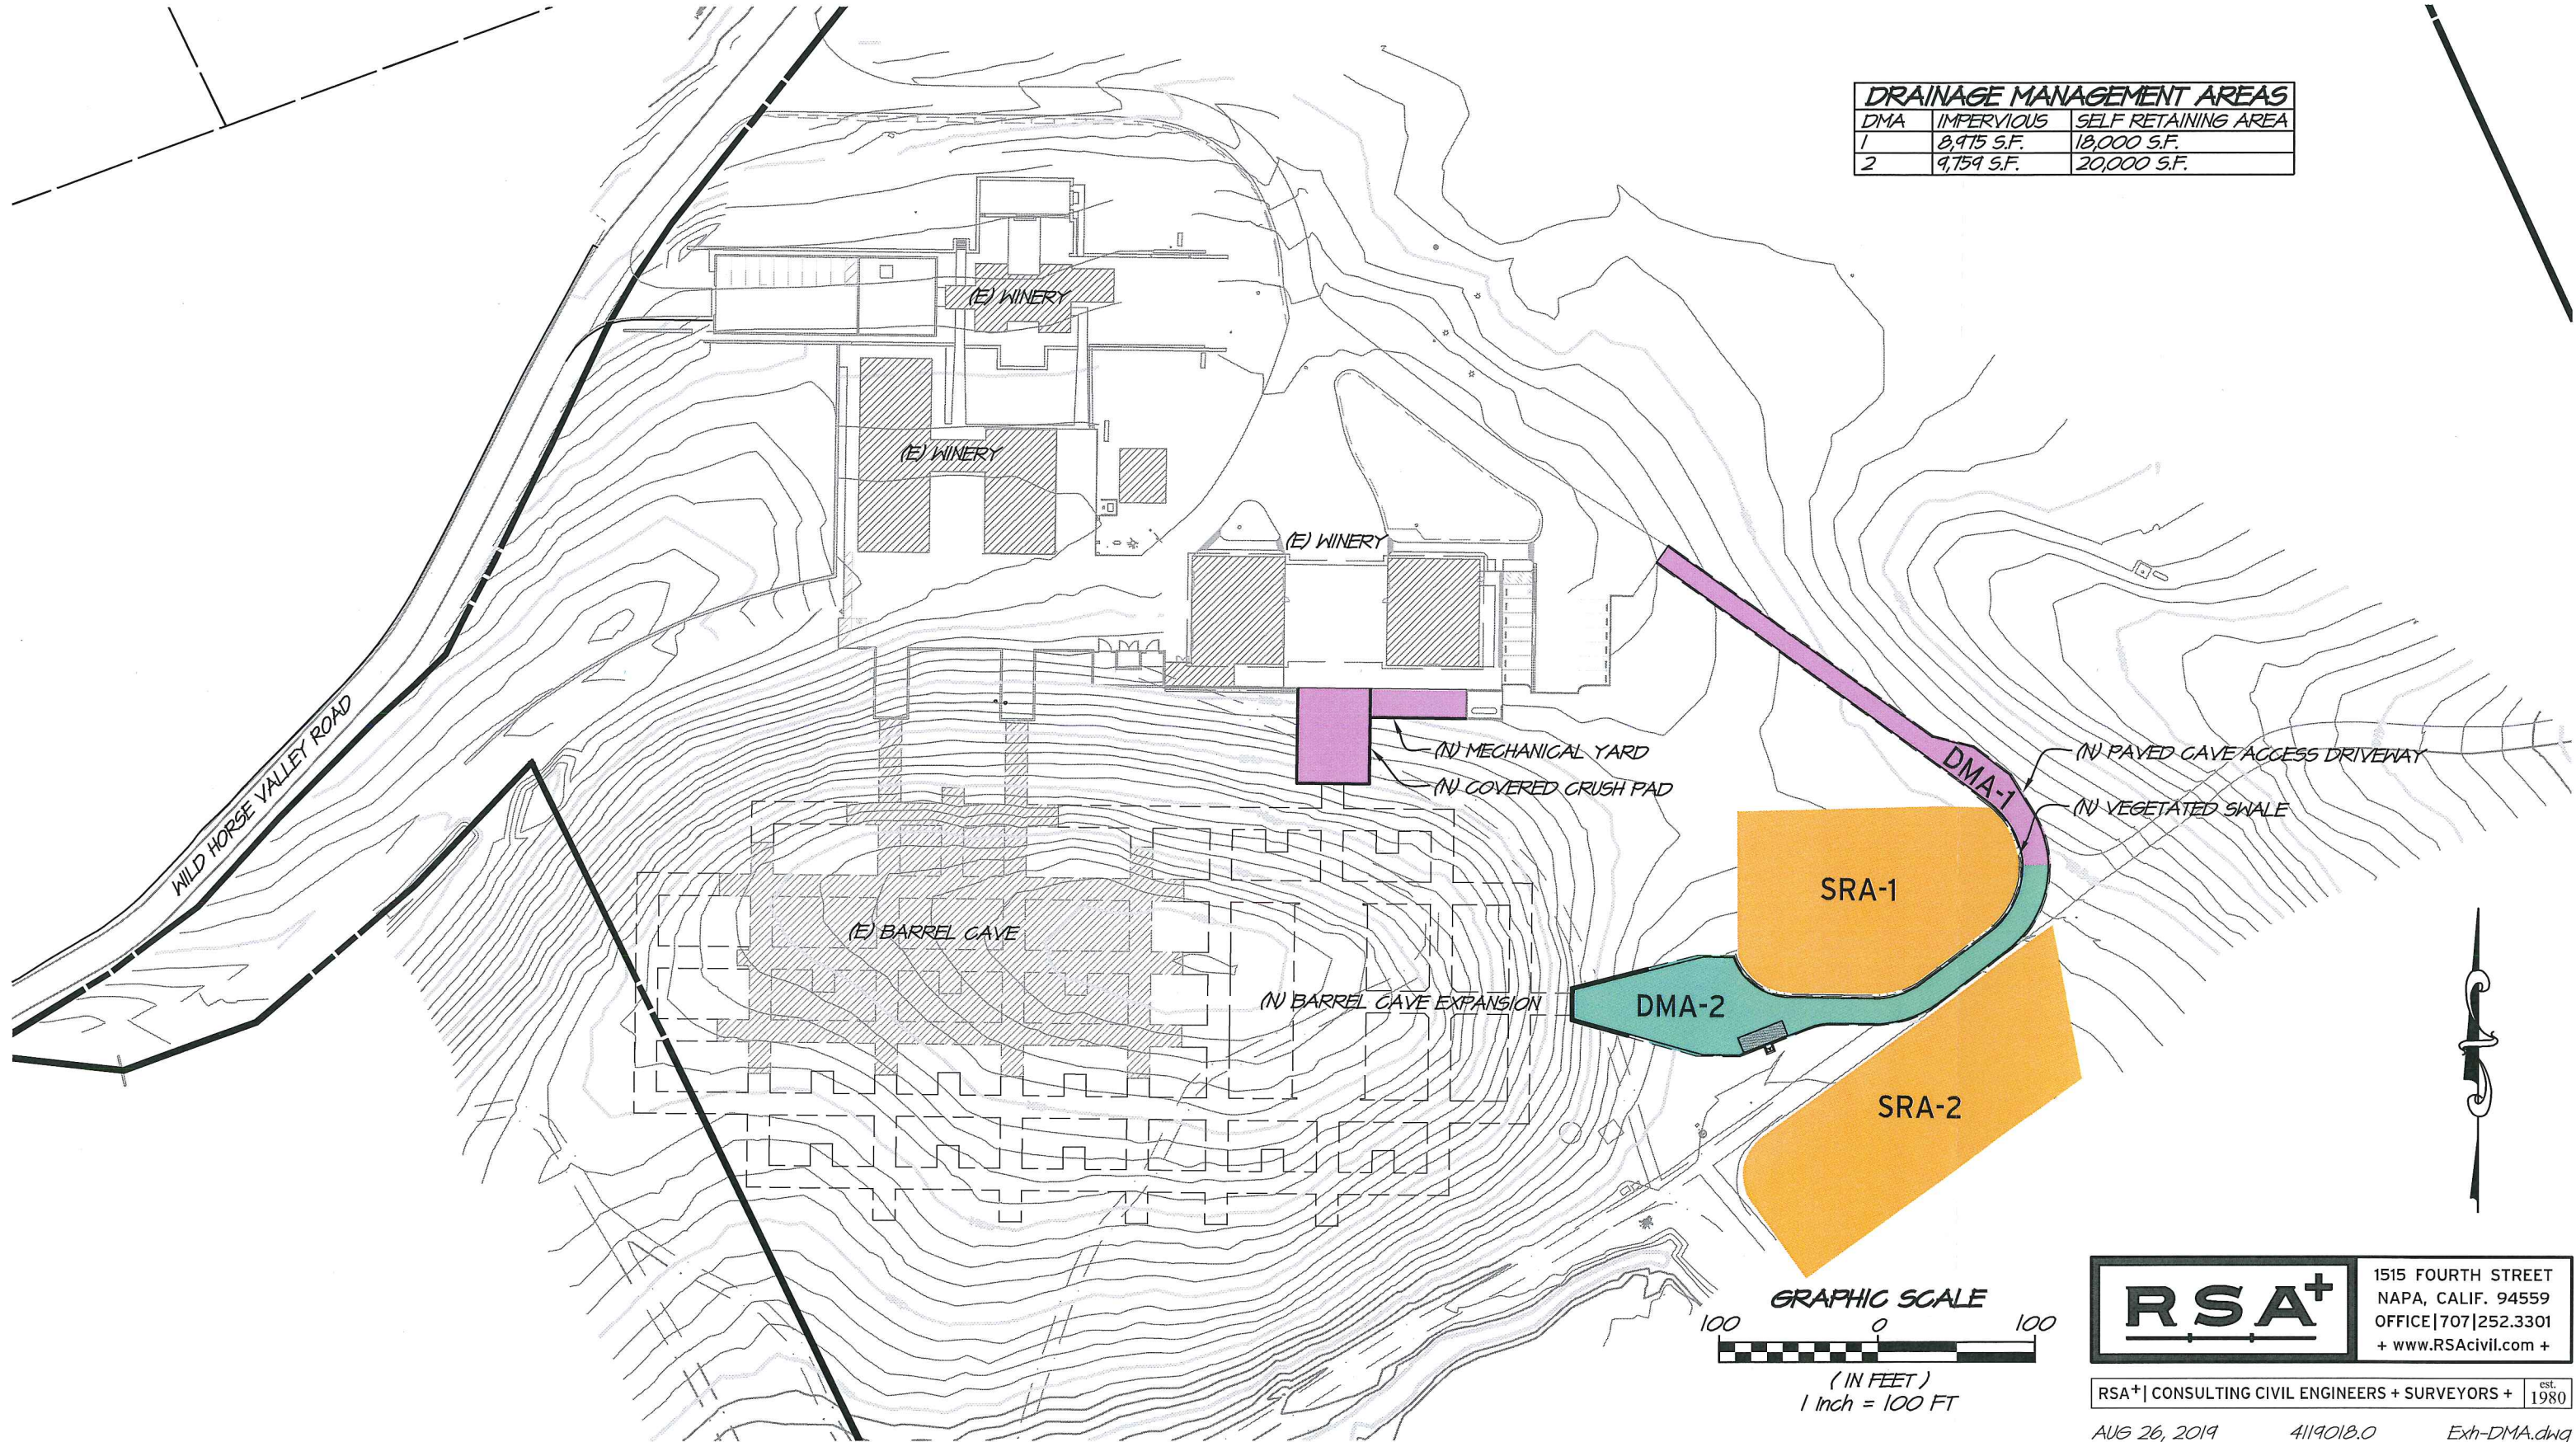 DRAINAGE MANAGEMENT AREAS
DMA IMPERVIOUS SELF RETAINING AREA
1 8,975 S.F. 18,000 S.F.
2 9,759 S.F. 20,000 S.F.
(E) WINERY
(E) WINERY
(E) WINERY
WILD HORSE VALLEY ROAD
(N) MECHANICAL YARD
(N) COVERED CRUSH PAD
DMA-1
(N) PAVED CAVE ACCESS DRIVEWAY
(N) VEGETATED SWALE
SRA-1
(E) BARREL CAVE
(N) BARREL CAVE EXPANSION
DMA-2
SRA-2
GRAPHIC SCALE
100 0 100
( IN FEET )
1 inch = 100 FT
RSA+
1515 FOURTH STREET
NAPA, CALIF. 94559
OFFICE|707|252.3301
+ www.RSAcivil.com +
RSA+| CONSULTING CIVIL ENGINEERS + SURVEYORS + est. 1980
AUG 26, 2019 4119018.0 Exh-DMA.dwg